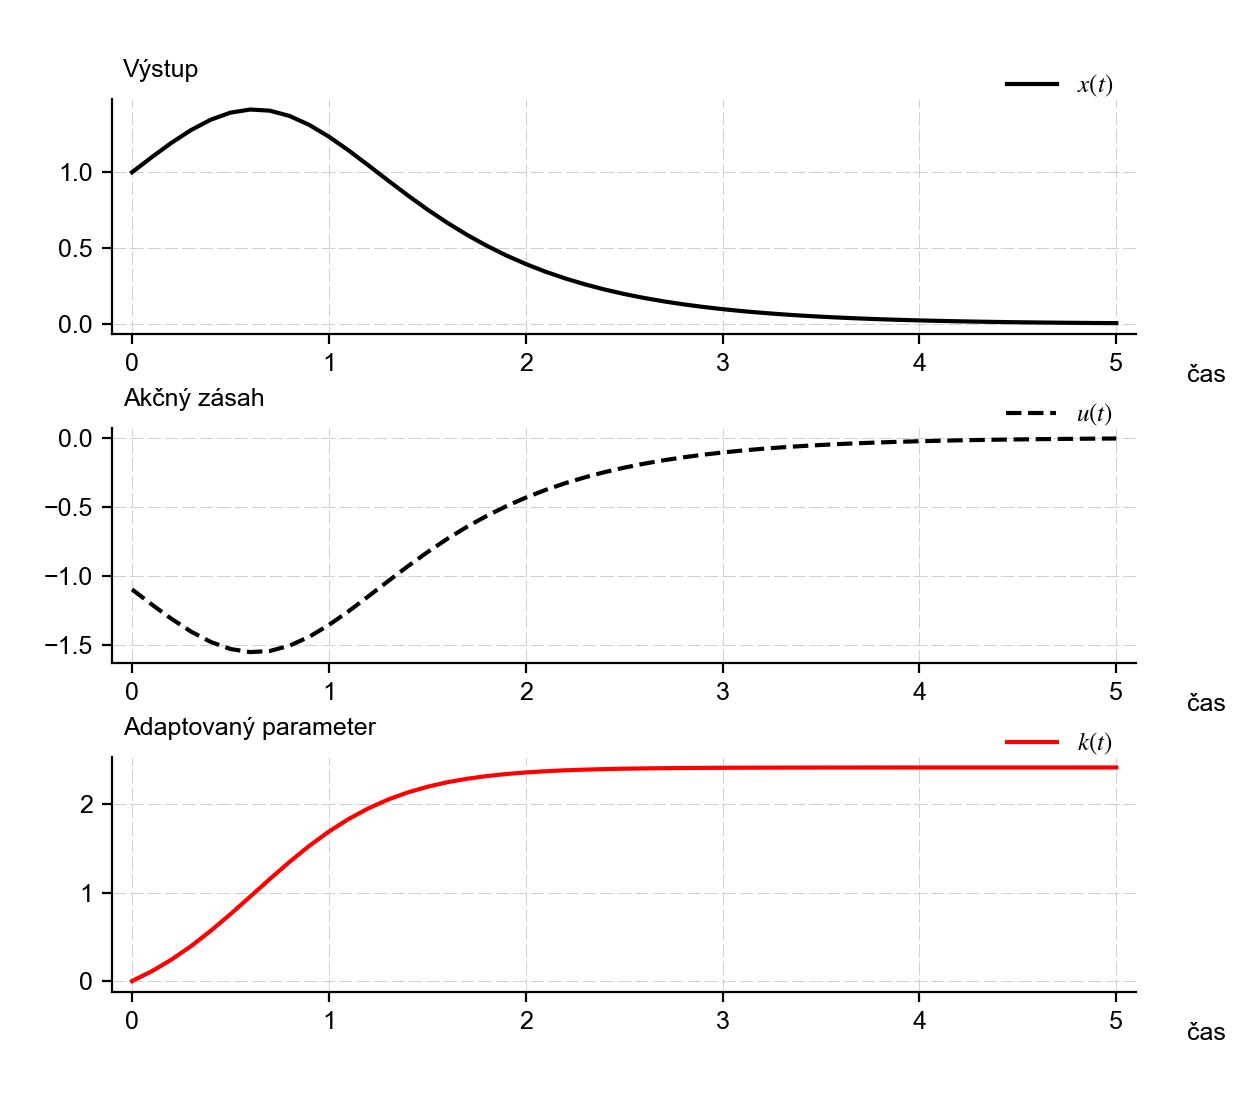 Výstup
x(t)
1.0
0.5
0.0
0 1 2 3 4 5
čas
Akčný zásah
u(t)
0.0
−0.5
−1.0
−1.5
0 1 2 3 4 5
čas
Adaptovaný parameter
k(t)
2
1
0
0 1 2 3 4 5
čas